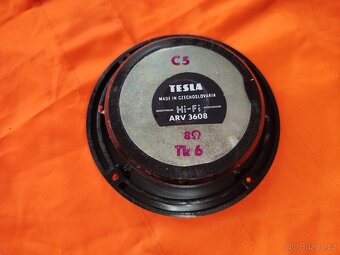 C5
TESLA
MADE IN CZECHOSLOVAKIA
Hi-Fi
ARV 3608
8Ω
Tk 6